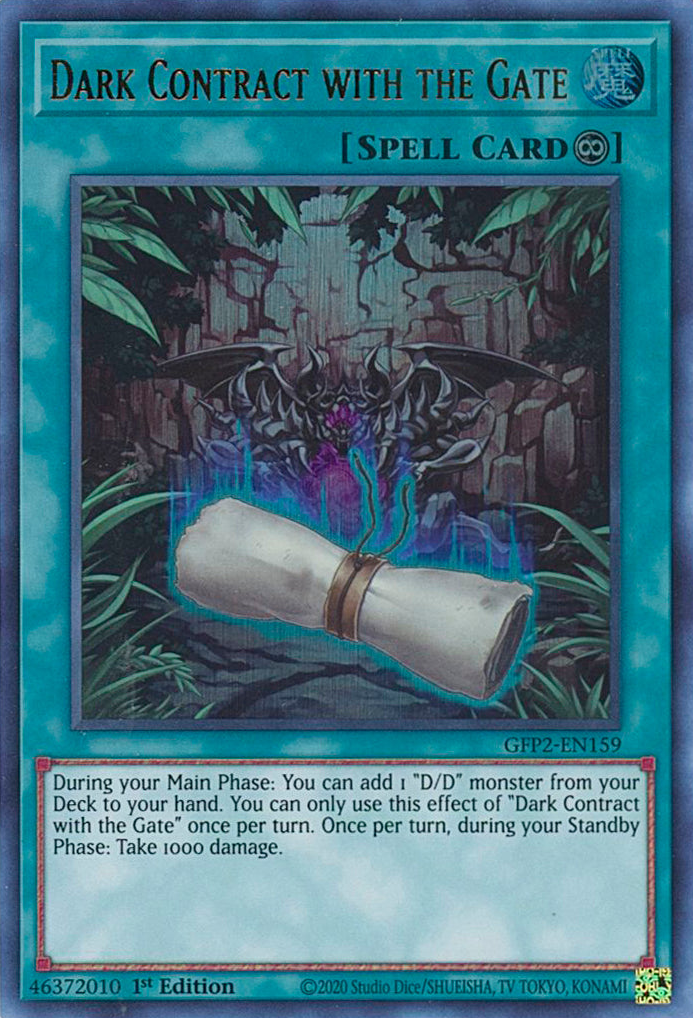 DARK CONTRACT WITH THE GATE
魔
[SPELL CARD]
GFP2-EN159
During your Main Phase: You can add 1 "D/D" monster from your
Deck to your hand. You can only use this effect of "Dark Contract
with the Gate" once per turn. Once per turn, during your Standby
Phase: Take 1000 damage.
46372010 1st Edition ©2020 Studio Dice/SHUEISHA, TV TOKYO, KONAMI